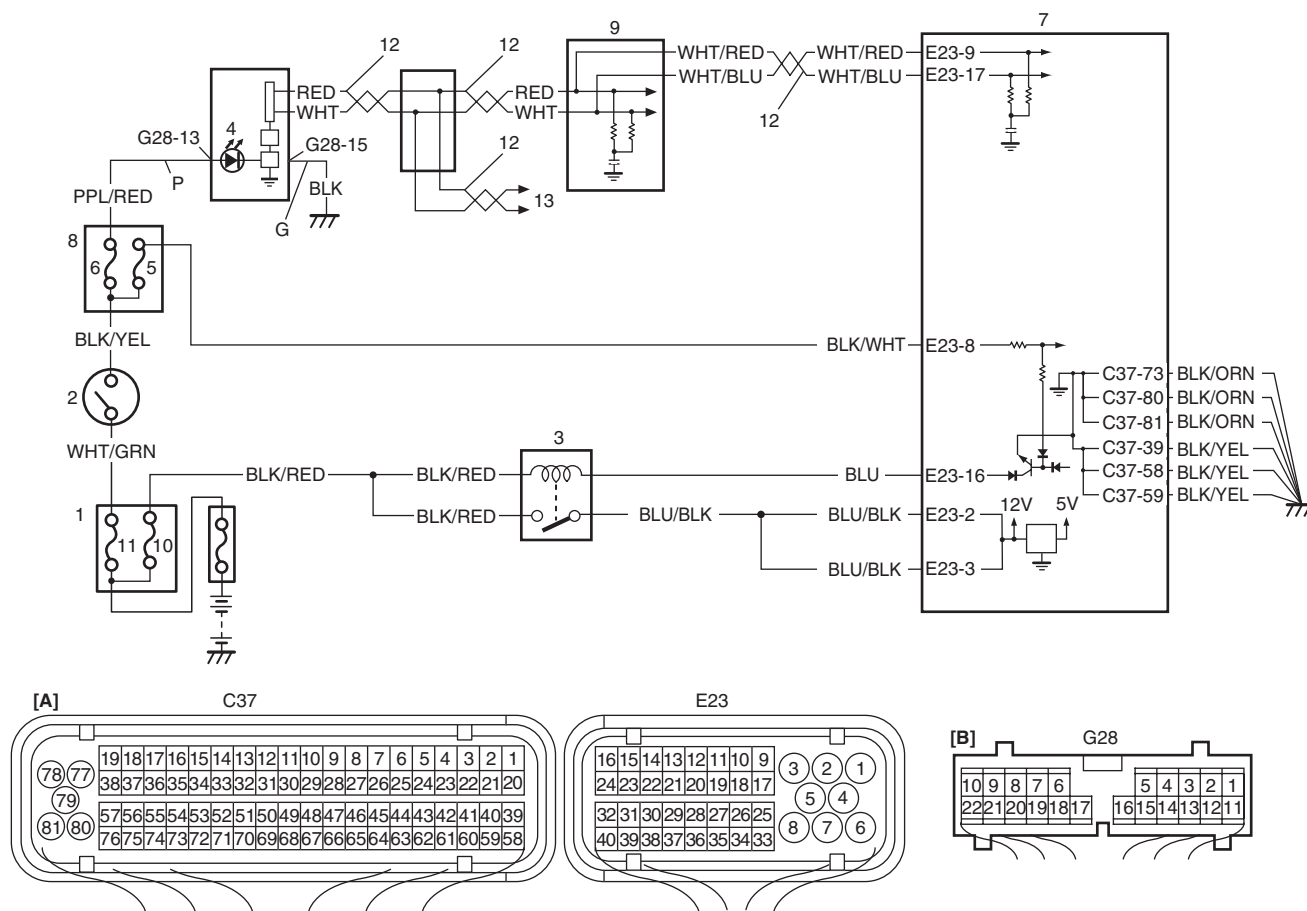 7
12 12 9
WHT/RED WHT/RED E23-9
RED RED
WHT/BLU WHT/BLU E23-17
WHT WHT
4
G28-13 G28-15 12 12
P BLK 13
PPL/RED
G
8
6 5
BLK/YEL BLK/WHT E23-8
C37-73 BLK/ORN
2 C37-80 BLK/ORN
C37-81 BLK/ORN
WHT/GRN 3 C37-39 BLK/YEL
BLK/RED BLK/RED BLU E23-16 C37-58 BLK/YEL
C37-59 BLK/YEL
12V 5V
1 BLK/RED BLU/BLK BLU/BLK E23-2
11 10
BLU/BLK E23-3
[A] C37 E23
[B] G28
19 18 17 16 15 14 13 12 11 10 9 8 7 6 5 4 3 2 1
38 37 36 35 34 33 32 31 30 29 28 27 26 25 24 23 22 21 20
57 56 55 54 53 52 51 50 49 48 47 46 45 44 43 42 41 40 39
76 75 74 73 72 71 70 69 68 67 66 65 64 63 62 61 60 59 58
78 77
79
81 80
16 15 14 13 12 11 10 9
24 23 22 21 20 19 18 17
32 31 30 29 28 27 26 25
40 39 38 37 36 35 34 33
3 2 1
5 4
8 7 6
10 9 8 7 6 5 4 3 2 1
22 21 20 19 18 17 16 15 14 13 12 11